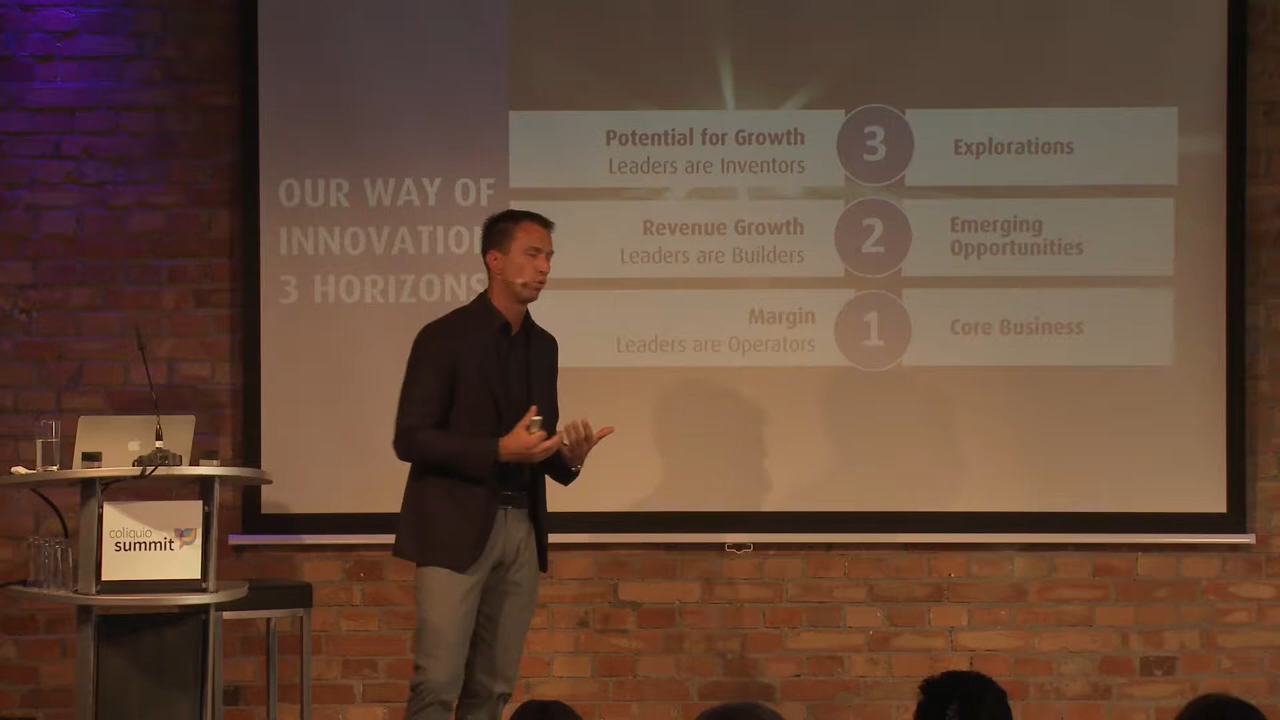 OUR WAY OF
INNOVATIO
3 HORIZONS
Potential for Growth
Leaders are Inventors
3
Explorations
Revenue Growth
Leaders are Builders
2
Emerging
Opportunities
Margin
Leaders are Operators
1
Core Business
coliquio
summit